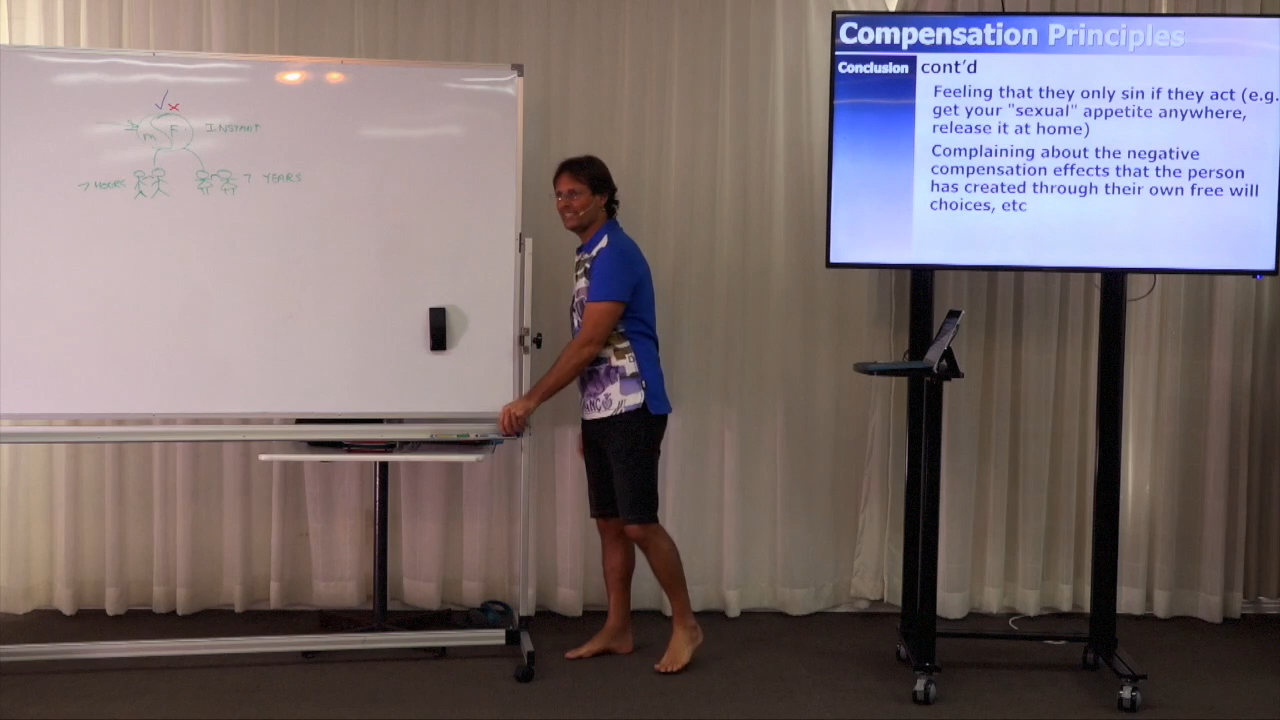 ✓ ×
m F INSTANT
7 HOURS
7 YEARS
Compensation Principles
Conclusion cont'd
Feeling that they only sin if they act (e.g.
get your "sexual" appetite anywhere,
release it at home)
Complaining about the negative
compensation effects that the person
has created through their own free will
choices, etc